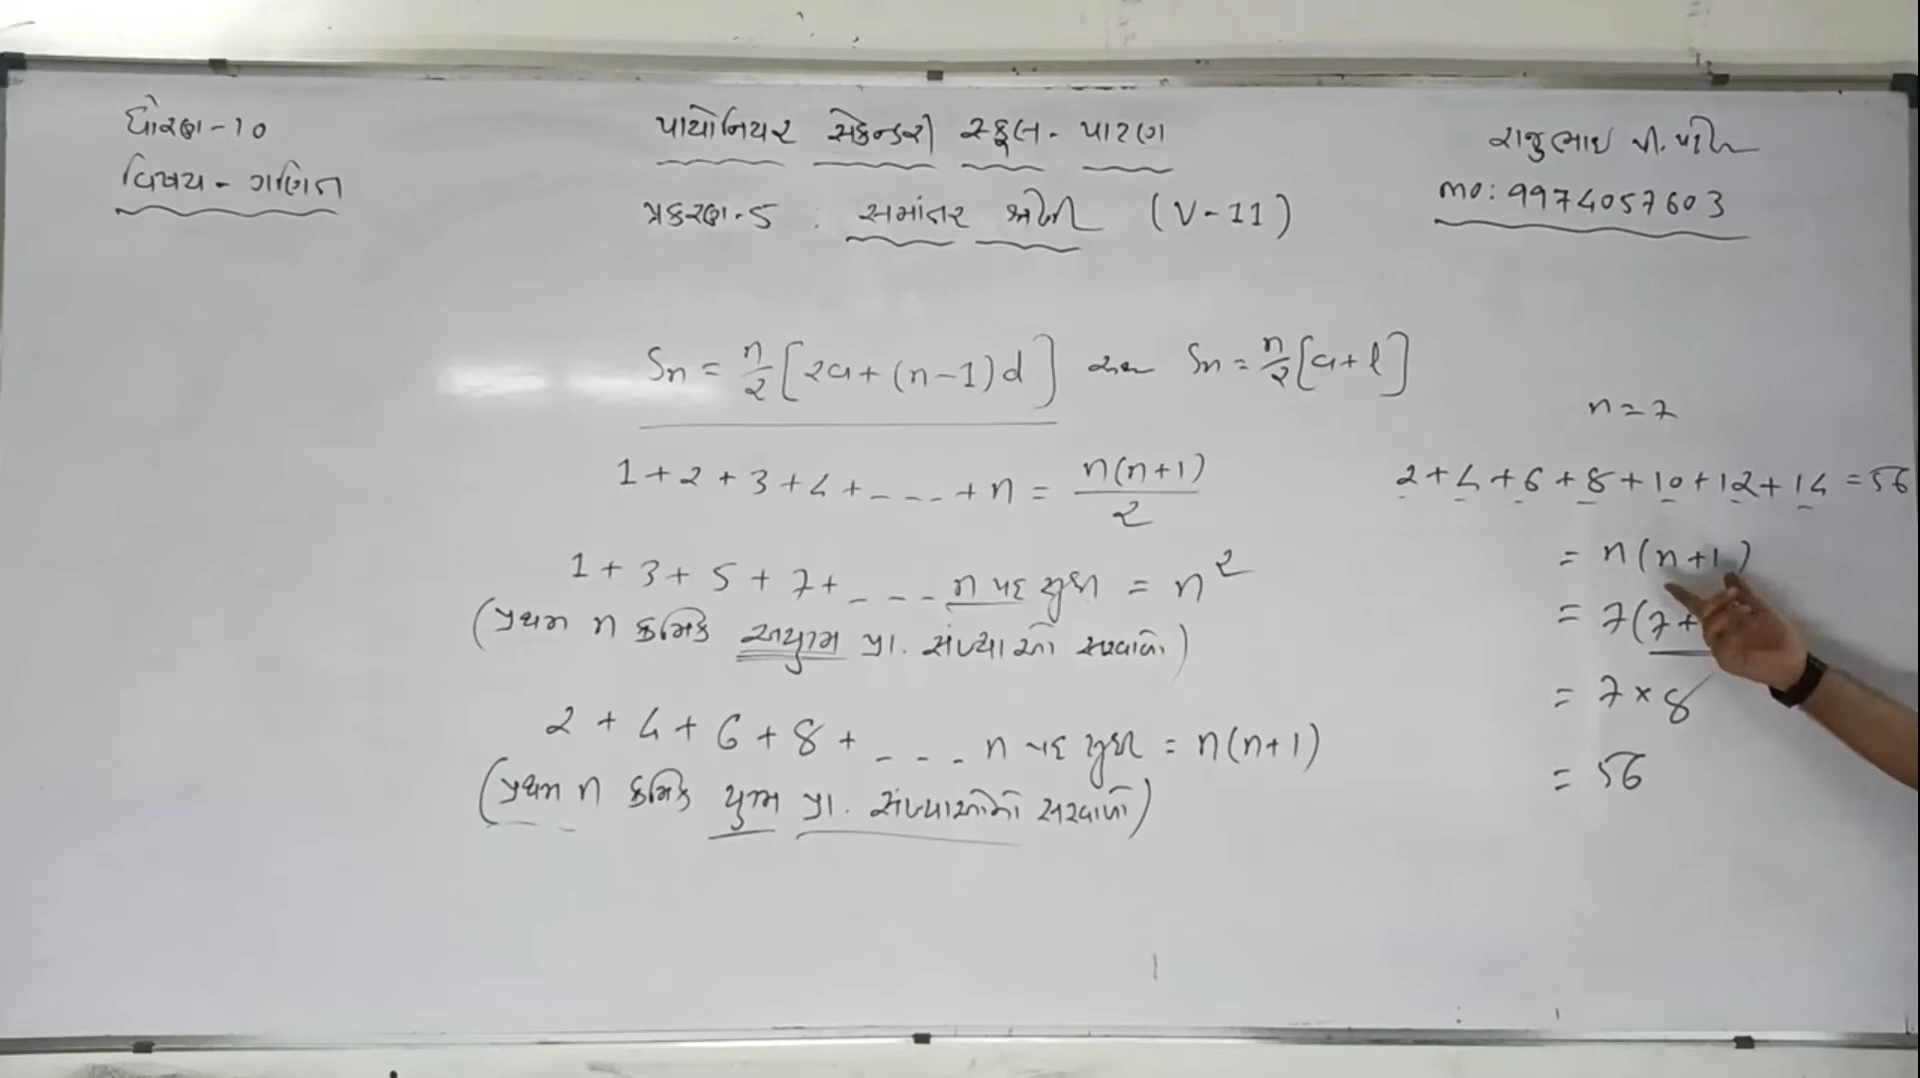 ધોરણ-10
વિષય - ગણિત
પાયોનિયર સેકન્ડરી સ્કૂલ - પાટણ
પ્રકરણ-5 : સમાંતર શ્રેણી (V-11)
રાજુભાઇ પી. પટેલ
mo: 9974057603
Sn = n/2 [2a + (n-1)d] અથવા Sn = n/2 [a+l]
1+2+3+4+---+n = n(n+1)/2
1+3+5+7+--- n પદ સુધી = n²
(પ્રથમ n ક્રમિક અયુગ્મ પ્રા. સંખ્યાઓનો સરવાળો)
2+4+6+8+--- n પદ સુધી = n(n+1)
(પ્રથમ n ક્રમિક યુગ્મ પ્રા. સંખ્યાઓનો સરવાળો)
n=7
2+4+6+8+10+12+14=56
= n(n+1)
= 7(7+
= 7×8
= 56